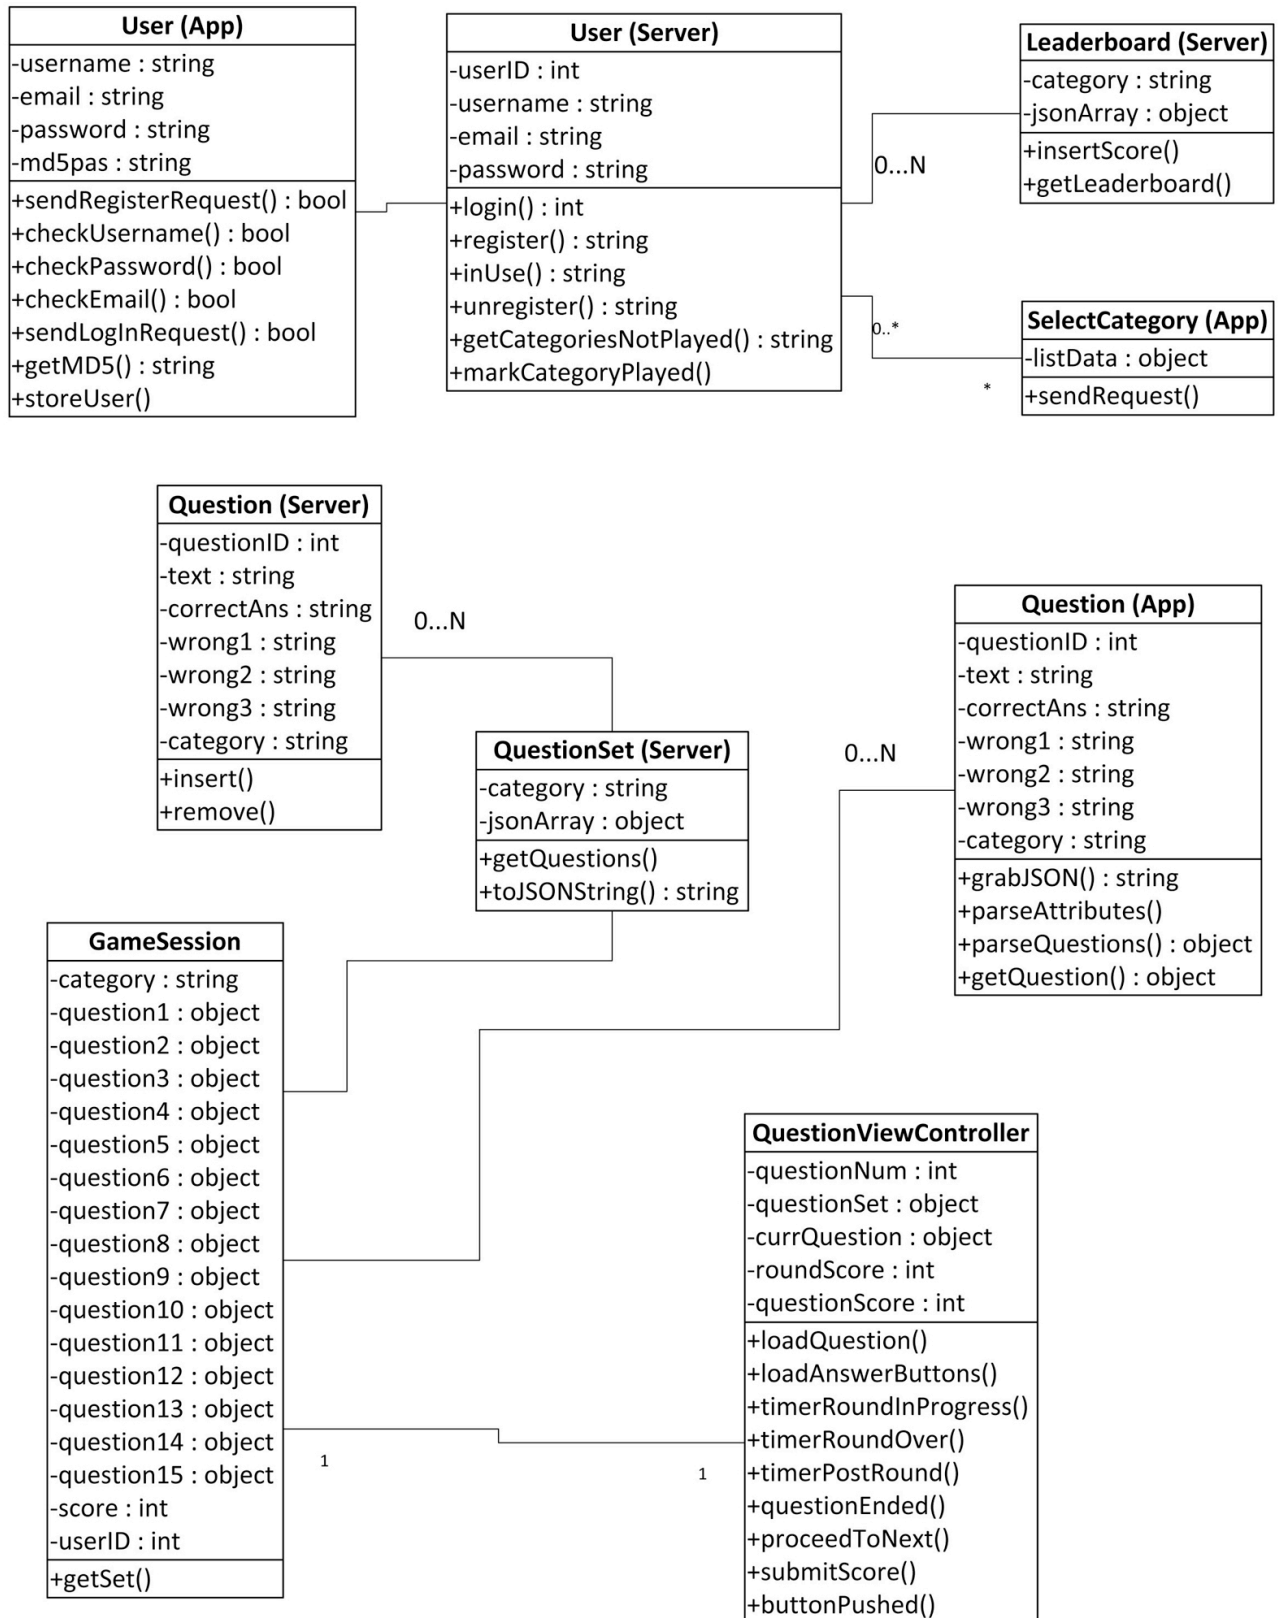 User (App)
-username : string
-email : string
-password : string
-md5pas : string
+sendRegisterRequest() : bool
+checkUsername() : bool
+checkPassword() : bool
+checkEmail() : bool
+sendLogInRequest() : bool
+getMD5() : string
+storeUser()
User (Server)
-userID : int
-username : string
-email : string
-password : string
+login() : int
+register() : string
+inUse() : string
+unregister() : string
+getCategoriesNotPlayed() : string
+markCategoryPlayed()
0...N
Leaderboard (Server)
-category : string
-jsonArray : object
+insertScore()
+getLeaderboard()
0..*
*
SelectCategory (App)
-listData : object
+sendRequest()
Question (Server)
-questionID : int
-text : string
-correctAns : string
-wrong1 : string
-wrong2 : string
-wrong3 : string
-category : string
+insert()
+remove()
0...N
QuestionSet (Server)
-category : string
-jsonArray : object
+getQuestions()
+toJSONString() : string
0...N
Question (App)
-questionID : int
-text : string
-correctAns : string
-wrong1 : string
-wrong2 : string
-wrong3 : string
-category : string
+grabJSON() : string
+parseAttributes()
+parseQuestions() : object
+getQuestion() : object
GameSession
-category : string
-question1 : object
-question2 : object
-question3 : object
-question4 : object
-question5 : object
-question6 : object
-question7 : object
-question8 : object
-question9 : object
-question10 : object
-question11 : object
-question12 : object
-question13 : object
-question14 : object
-question15 : object
-score : int
-userID : int
+getSet()
1
1
QuestionViewController
-questionNum : int
-questionSet : object
-currQuestion : object
-roundScore : int
-questionScore : int
+loadQuestion()
+loadAnswerButtons()
+timerRoundInProgress()
+timerRoundOver()
+timerPostRound()
+questionEnded()
+proceedToNext()
+submitScore()
+buttonPushed()